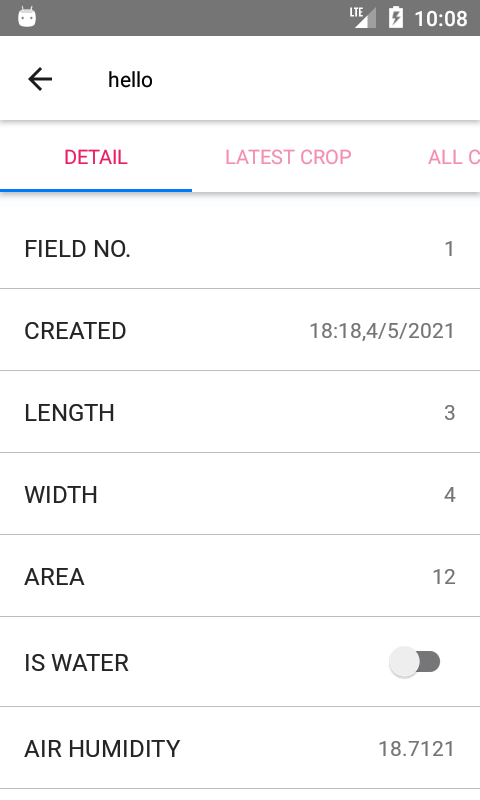 LTE 10:08
hello
DETAIL LATEST CROP ALL C
FIELD NO. 1
CREATED 18:18,4/5/2021
LENGTH 3
WIDTH 4
AREA 12
IS WATER
AIR HUMIDITY 18.7121